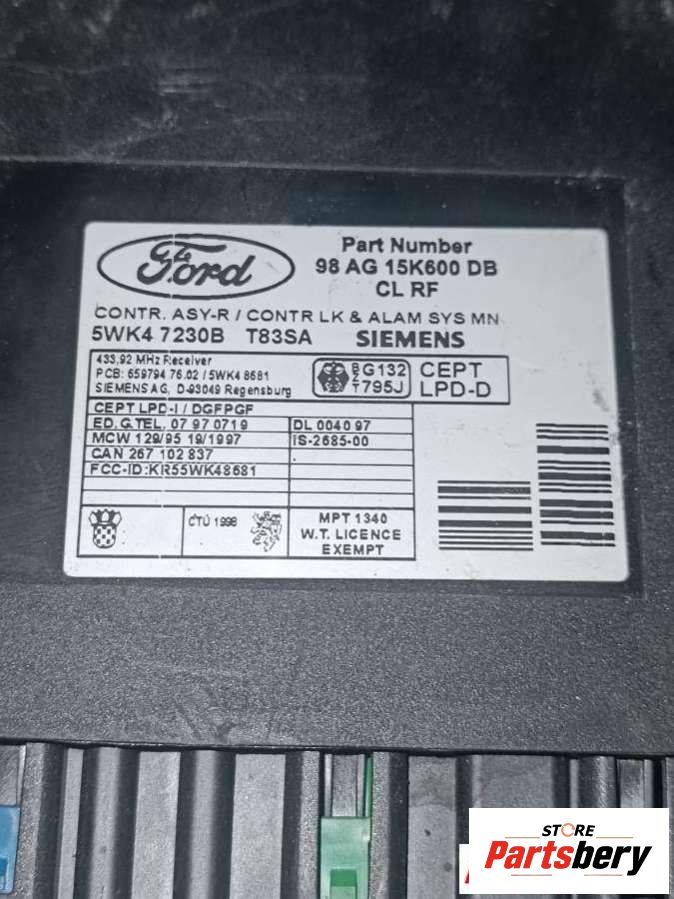 Ford
Part Number
98 AG 15K600 DB
CL RF
CONTR. ASY-R / CONTR LK & ALAM SYS MN
5WK4 7230B T83SA SIEMENS
433,92 MHz Receiver
PCB: 659794 76.02 / 5WK4 8681
SIEMENS AG, D-93049 Regensburg
BZT G132
795J
CEPT
LPD-D
CEPT LPD-I / DGFPGF
ED. G. TEL. 07 97 0719
DL 0040 97
MCW 129/95 19/1997
IS-2685-00
CAN 267 102 837
FCC-ID:KR55WK48681
ČTÚ 1998
MPT 1340
W.T. LICENCE
EXEMPT
STORE
Partsbery